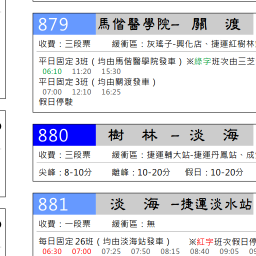 879 馬偕醫學院– 關 渡
收費：三段票 緩衝區：灰瑤子-興化店、捷運紅樹林
平日固定3班（均由馬偕醫學院發車）※綠字班次由三芝
06:10 11:20 15:30
平日固定3班（均由關渡發車）
07:00 12:10 16:25
假日停駛
880 樹 林–淡 海
收費：三段票 緩衝區：捷運輔大站-捷運丹鳳站、成
尖峰：8-10分 離峰：10-20分 假日：10-20分
881 淡 海–捷運淡水站
收費：一段票 緩衝區：無
每日固定26班（均由淡海站發車） ※紅字班次假日停
06:30 07:00 07:25 07:50 08:15 08:40 09:05 09